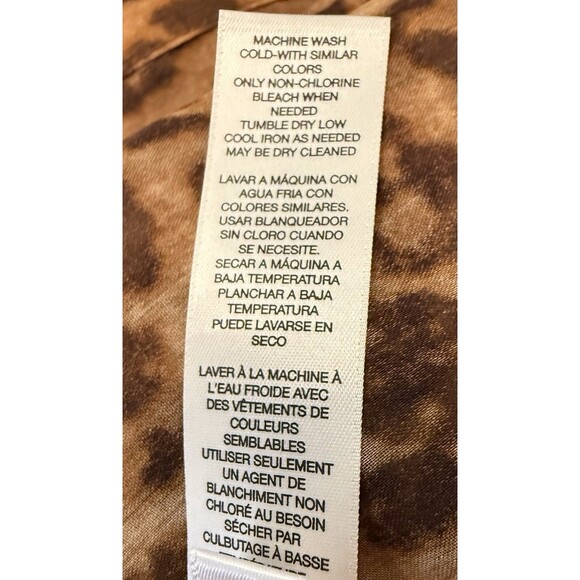 MACHINE WASH
COLD-WITH SIMILAR
COLORS
ONLY NON-CHLORINE
BLEACH WHEN
NEEDED
TUMBLE DRY LOW
COOL IRON AS NEEDED
MAY BE DRY CLEANED
LAVAR A MÁQUINA CON
AGUA FRIA CON
COLORES SIMILARES.
USAR BLANQUEADOR
SIN CLORO CUANDO
SE NECESITE.
SECAR A MÁQUINA A
BAJA TEMPERATURA
PLANCHAR A BAJA
TEMPERATURA
PUEDE LAVARSE EN
SECO
LAVER À LA MACHINE À
L'EAU FROIDE AVEC
DES VÊTEMENTS DE
COULEURS
SEMBLABLES
UTILISER SEULEMENT
UN AGENT DE
BLANCHIMENT NON
CHLORÉ AU BESOIN
SÉCHER PAR
CULBUTAGE À BASSE